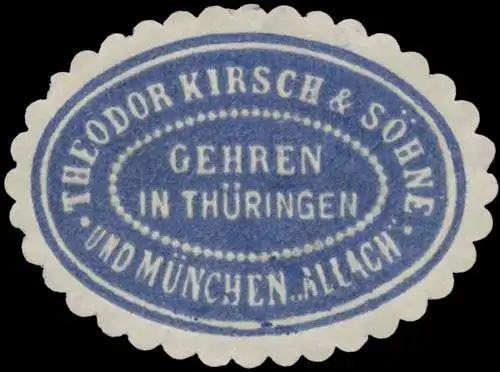 THEODOR KIRSCH & SÖHNE.
GEHREN
IN THÜRINGEN
· UND MÜNCHEN „ALLACH“